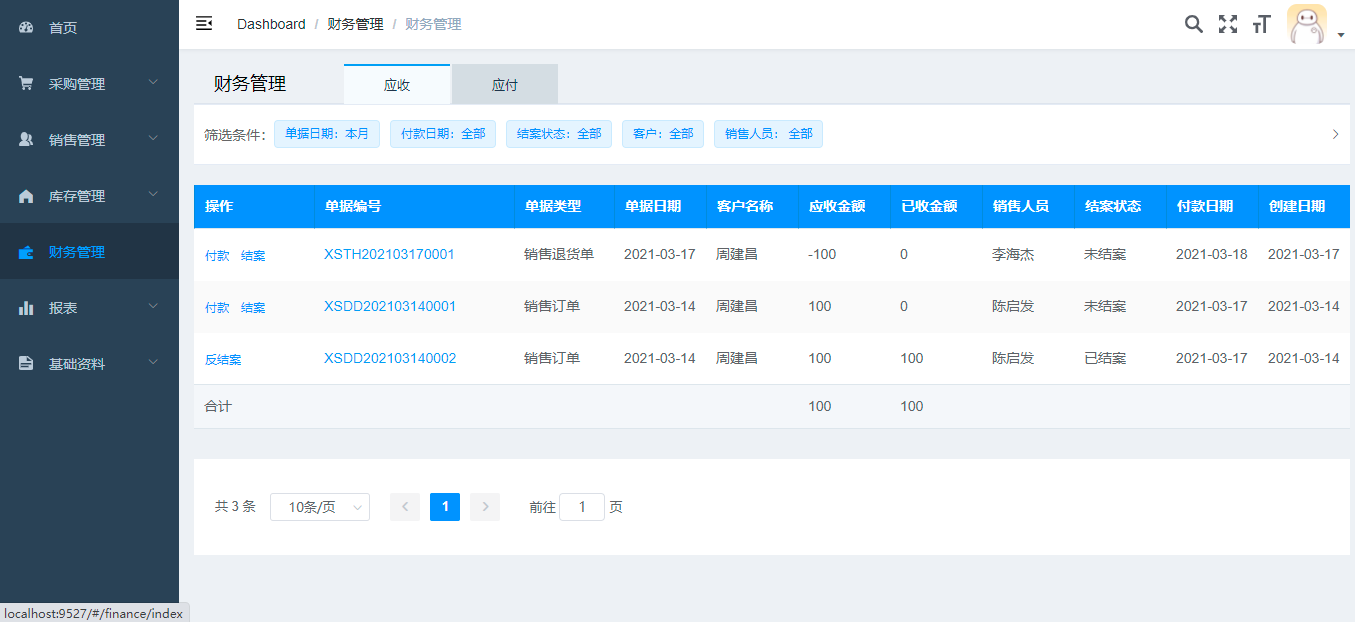 首页
采购管理
销售管理
库存管理
财务管理
报表
基础资料
localhost:9527/#/finance/index
Dashboard / 财务管理 / 财务管理
财务管理 应收 应付
筛选条件: 单据日期: 本月 付款日期: 全部 结案状态: 全部 客户: 全部 销售人员: 全部
操作 单据编号 单据类型 单据日期 客户名称 应收金额 已收金额 销售人员 结案状态 付款日期 创建日期
付款 结案 XSTH202103170001 销售退货单 2021-03-17 周建昌 -100 0 李海杰 未结案 2021-03-18 2021-03-17
付款 结案 XSDD202103140001 销售订单 2021-03-14 周建昌 100 0 陈启发 未结案 2021-03-17 2021-03-14
反结案 XSDD202103140002 销售订单 2021-03-14 周建昌 100 100 陈启发 已结案 2021-03-17 2021-03-14
合计 100 100
共 3 条 10条/页 1 前往 1 页